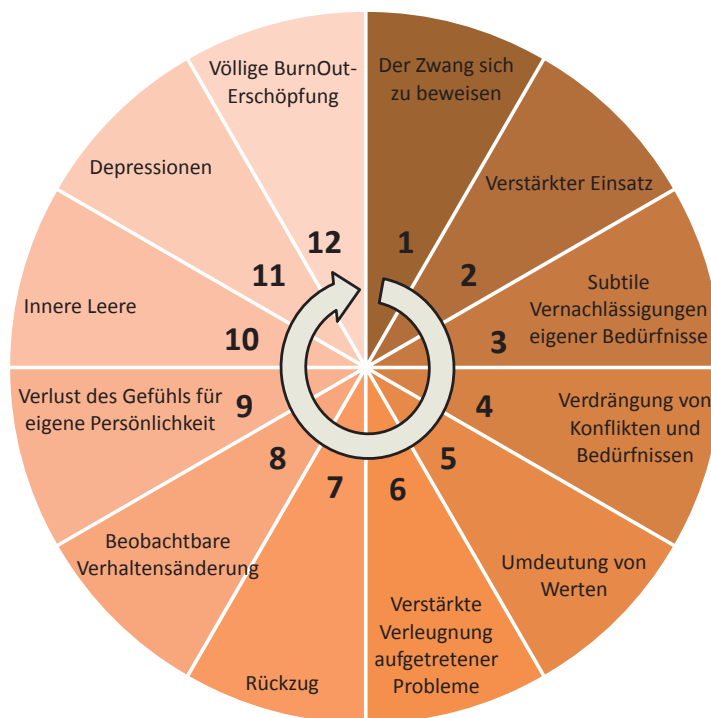 Der Zwang sich
zu beweisen
1
Verstärkter Einsatz
2
Subtile
Vernachlässigungen
eigener Bedürfnisse
3
Verdrängung von
Konflikten und
Bedürfnissen
4
Umdeutung von
Werten
5
Verstärkte
Verleugnung
aufgetretener
Probleme
6
Rückzug
7
Beobachtbare
Verhaltensänderung
8
Verlust des Gefühls für
eigene Persönlichkeit
9
Innere Leere
10
Depressionen
11
Völlige BurnOut-
Erschöpfung
12